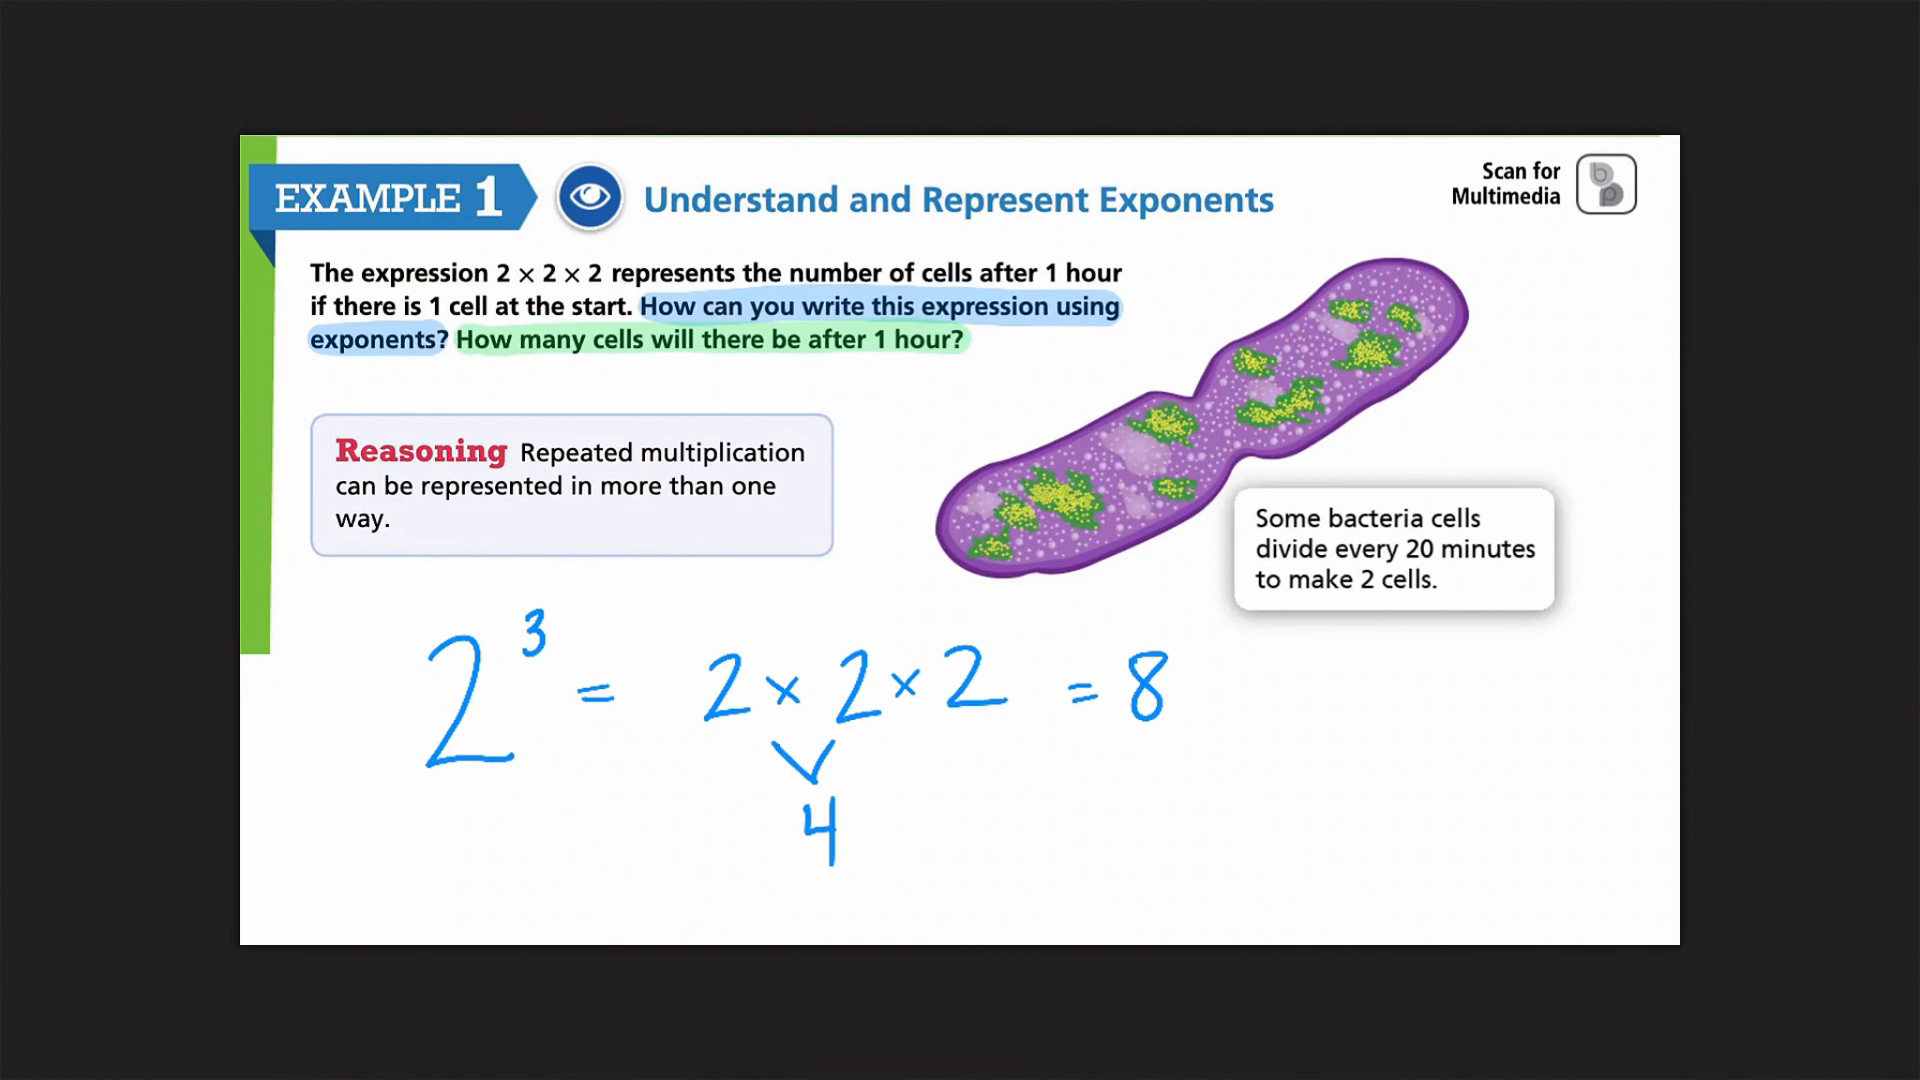 EXAMPLE 1
Understand and Represent Exponents
Scan for
Multimedia
b
p
The expression 2 × 2 × 2 represents the number of cells after 1 hour
if there is 1 cell at the start. How can you write this expression using
exponents? How many cells will there be after 1 hour?
Reasoning Repeated multiplication
can be represented in more than one
way.
Some bacteria cells
divide every 20 minutes
to make 2 cells.
2³ = 2 × 2 × 2 = 8
4